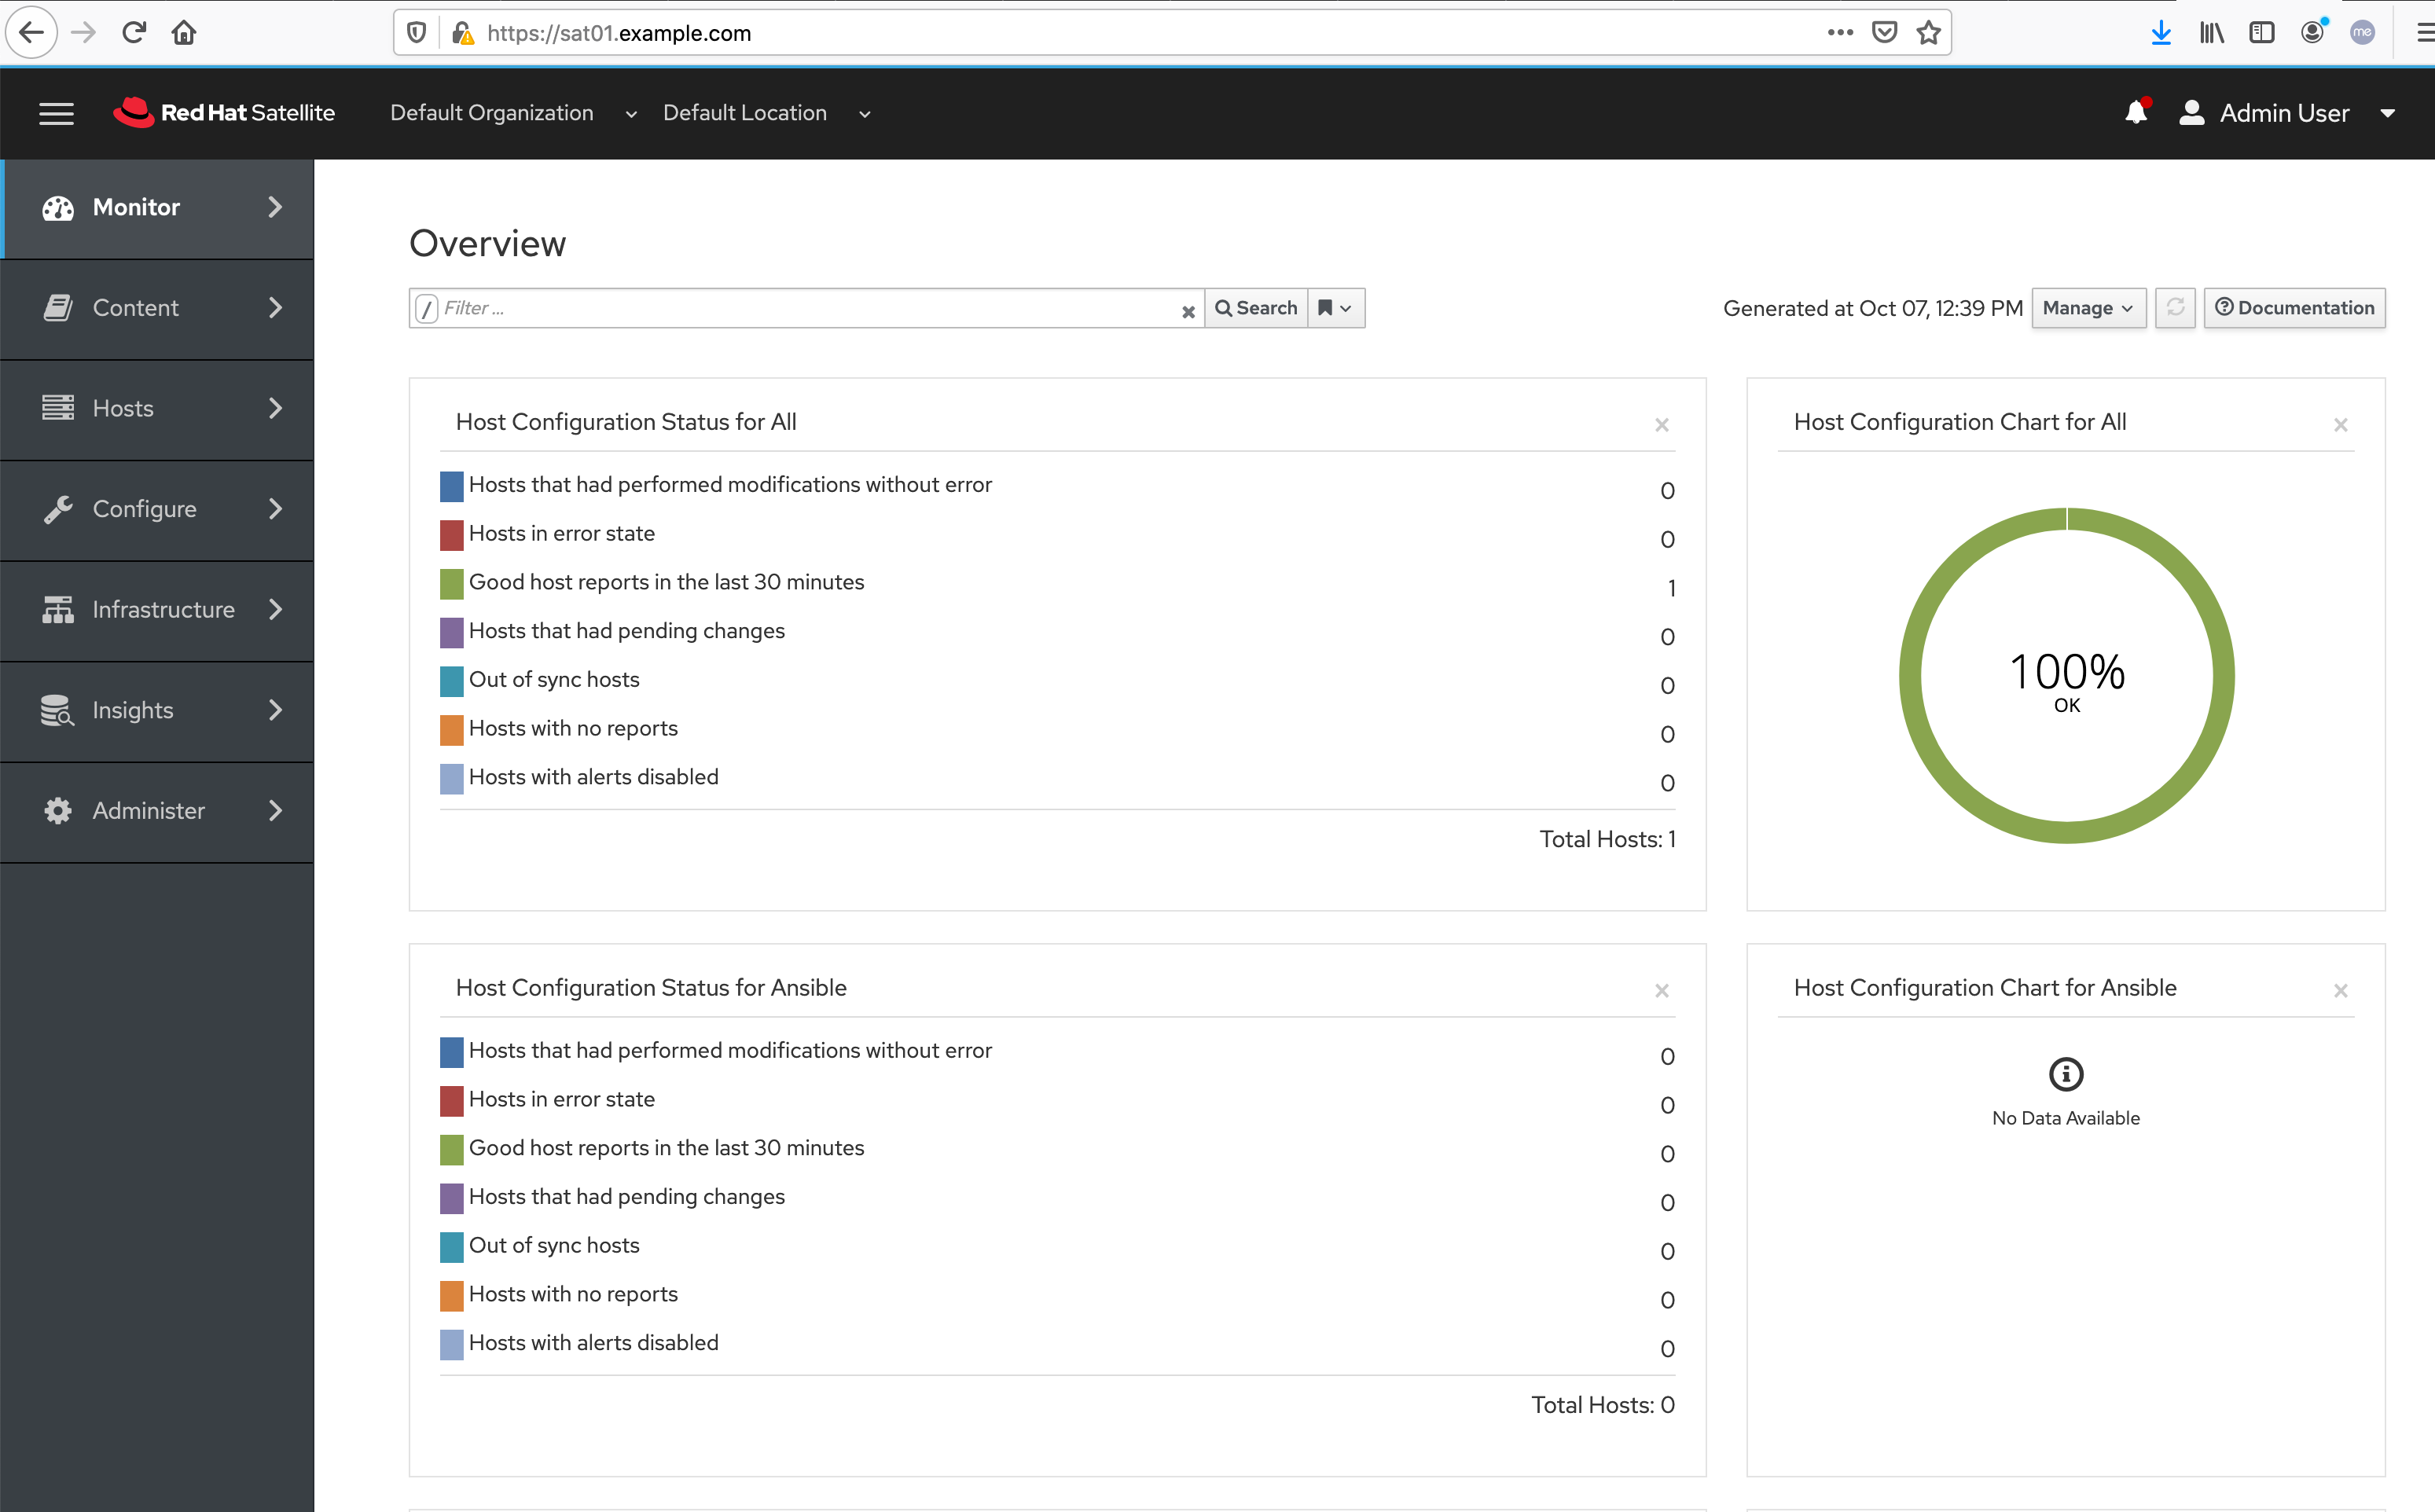 https://sat01.example.com
me
Red Hat Satellite Default Organization Default Location Admin User
Monitor
Content
Hosts
Configure
Infrastructure
Insights
Administer
Overview
/ Filter ... Search Generated at Oct 07, 12:39 PM Manage Documentation
Host Configuration Status for All
Hosts that had performed modifications without error 0
Hosts in error state 0
Good host reports in the last 30 minutes 1
Hosts that had pending changes 0
Out of sync hosts 0
Hosts with no reports 0
Hosts with alerts disabled 0
Total Hosts: 1
Host Configuration Chart for All
100%
OK
Host Configuration Status for Ansible
Hosts that had performed modifications without error 0
Hosts in error state 0
Good host reports in the last 30 minutes 0
Hosts that had pending changes 0
Out of sync hosts 0
Hosts with no reports 0
Hosts with alerts disabled 0
Total Hosts: 0
Host Configuration Chart for Ansible
No Data Available